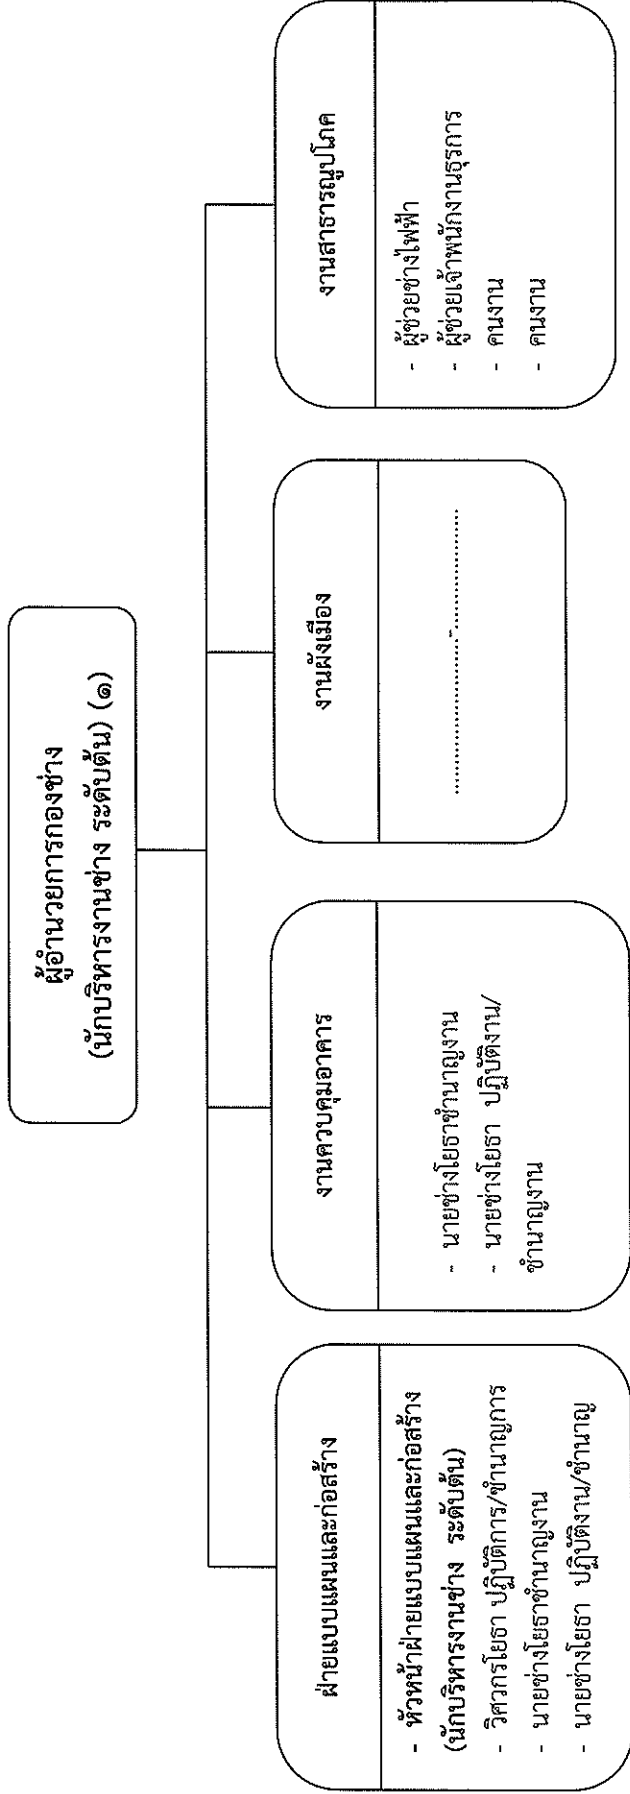 ผู้อำนวยการกองช่าง
(นักบริหารงานช่าง ระดับต้น) (๑)
ฝ่ายแบบแผนและก่อสร้าง
- หัวหน้าฝ่ายแบบแผนและก่อสร้าง
(นักบริหารงานช่าง ระดับต้น)
- วิศวกรโยธา ปฏิบัติการ/ชำนาญการ
- นายช่างโยธาชำนาญงาน
- นายช่างโยธา ปฏิบัติงาน/ชำนาญ
งานควบคุมอาคาร
- นายช่างโยธาชำนาญงาน
- นายช่างโยธา ปฏิบัติงาน/
ชำนาญงาน
งานผังเมือง
........................-........................
งานสาธารณูปโภค
- ผู้ช่วยช่างไฟฟ้า
- ผู้ช่วยเจ้าพนักงานธุรการ
- คนงาน
- คนงาน